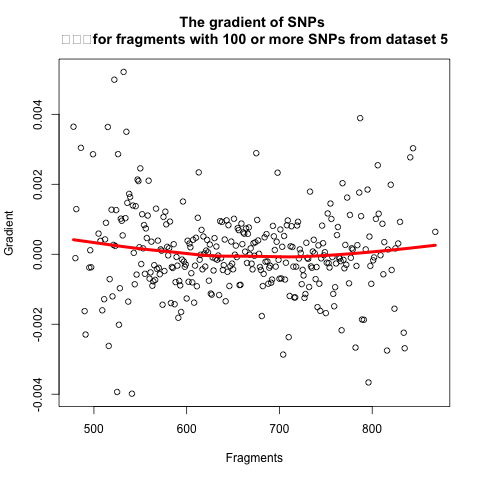 The gradient of SNPs
□□□for fragments with 100 or more SNPs from dataset 5
Gradient
0.004
0.002
0.000
-0.002
-0.004
500 600 700 800
Fragments